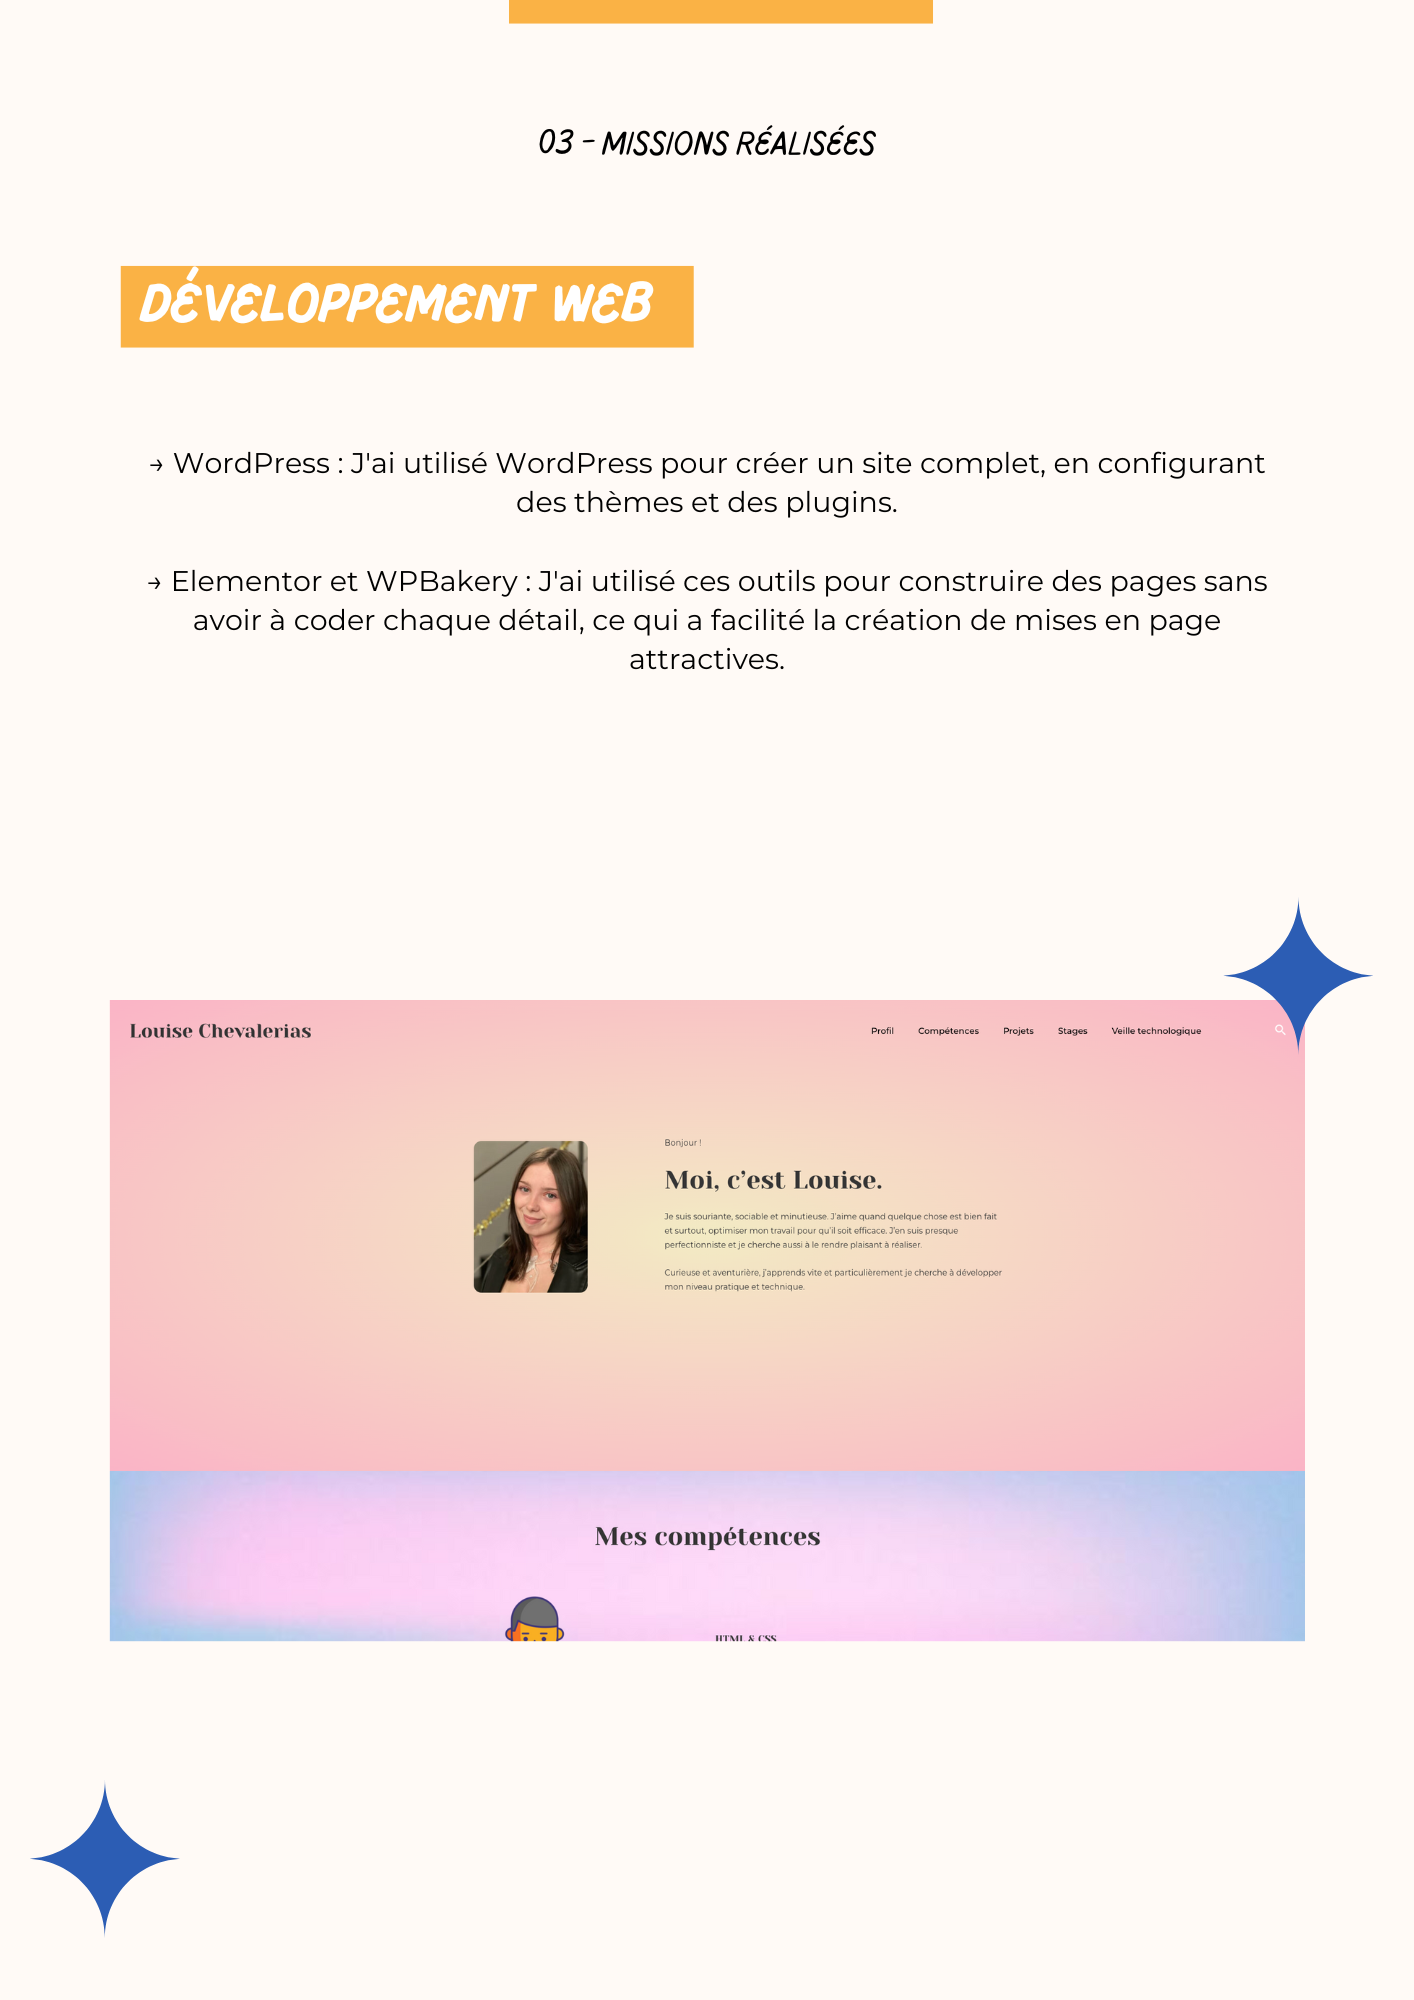 03 - MISSIONS RÉALISÉES
DÉVELOPPEMENT WEB
→ WordPress : J'ai utilisé WordPress pour créer un site complet, en configurant
des thèmes et des plugins.
→ Elementor et WPBakery : J'ai utilisé ces outils pour construire des pages sans
avoir à coder chaque détail, ce qui a facilité la création de mises en page
attractives.
Louise Chevalerias
Profil Compétences Projets Stages Veille technologique
Bonjour !
Moi, c’est Louise.
Je suis souriante, sociable et minutieuse. J’aime quand quelque chose est bien fait
et surtout, optimiser mon travail pour qu’il soit efficace. J’en suis presque
perfectionniste et je cherche aussi à le rendre plaisant à réaliser.
Curieuse et aventurière, j’apprends vite et particulièrement je cherche à développer
mon niveau pratique et technique.
Mes compétences
HTML & CSS